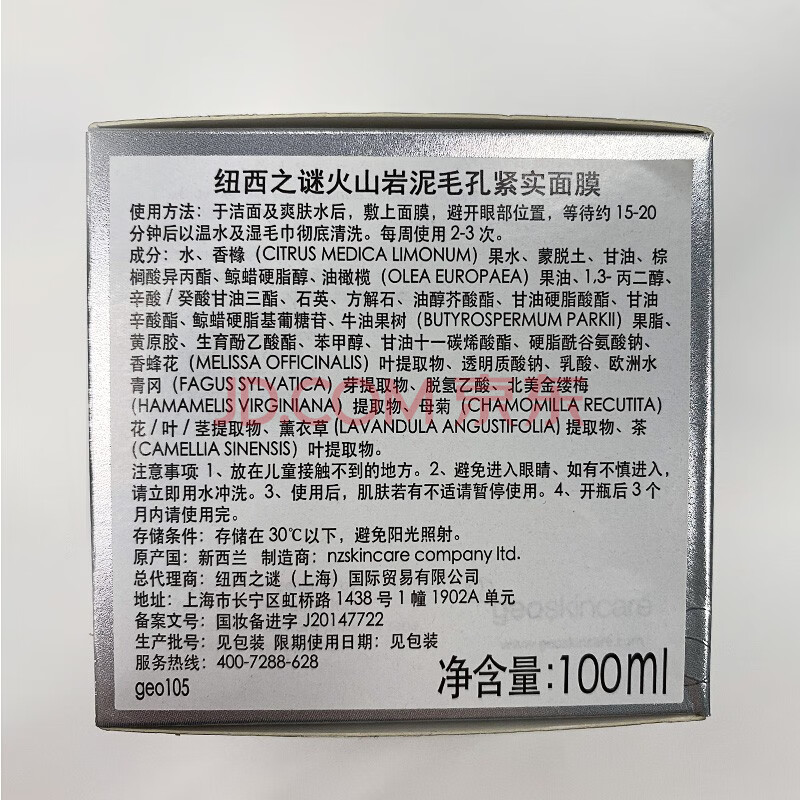 纽西之谜火山岩泥毛孔紧实面膜
使用方法：于洁面及爽肤水后，敷上面膜，避开眼部位置，等待约 15-20
分钟后以温水及湿毛巾彻底清洗。每周使用 2-3 次。
成分：水、香橼（CITRUS MEDICA LIMONUM）果水、蒙脱土、甘油、棕
榈酸异丙酯、鲸蜡硬脂醇、油橄榄（OLEA EUROPAEA）果油、1.3- 丙二醇、
辛酸 / 癸酸甘油三酯、石英、方解石、油醇芥酸酯、甘油硬脂酸酯、甘油
辛酸酯、鲸蜡硬脂基葡糖苷、牛油果树（BUTYROSPERMUM PARKII）果脂、
黄原胶、生育酚乙酸酯、苯甲醇、甘油十一碳烯酸酯、硬脂酰谷氨酸钠、
香蜂花（MELISSA OFFICINALIS）叶提取物、透明质酸钠、乳酸、欧洲水
青冈（FAGUS SYLVATICA）芽提取物、脱氢乙酸、北美金缕梅
（HAMAMELIS VIRGINIANA）提取物、母菊（CHAMOMILLA RECUTITA）
花 / 叶 / 茎提取物、薰衣草（LAVANDULA ANGUSTIFOLIA）提取物、茶
（CAMELLIA SINENSIS）叶提取物。
注意事项 1、放在儿童接触不到的地方。2、避免进入眼睛、如有不慎进入，
请立即用水冲洗。3、使用后，肌肤若有不适请暂停使用。4、开瓶后 3 个
月内请使用完。
存储条件：存储在 30℃以下，避免阳光照射。
原产国：新西兰 制造商：nzskincare company ltd.
总代理商：纽西之谜（上海）国际贸易有限公司
地址：上海市长宁区虹桥路 1438 号 1 幢 1902A 单元
geoskincare
备案文号：国妆备进字 J20147722
生产批号：见包装 限期使用日期：见包装
服务热线：400-7288-628
geo105
净含量:100ml
JD.COM 京东